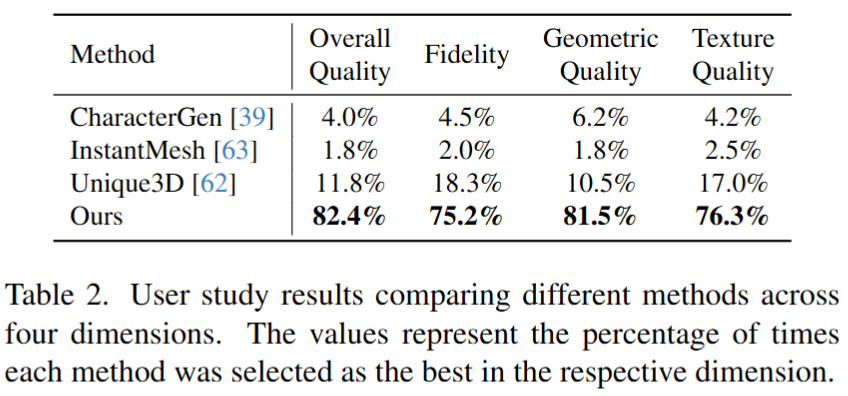 Method Overall Quality Fidelity Geometric Quality Texture Quality
CharacterGen [39] 4.0% 4.5% 6.2% 4.2%
InstantMesh [63] 1.8% 2.0% 1.8% 2.5%
Unique3D [62] 11.8% 18.3% 10.5% 17.0%
Ours 82.4% 75.2% 81.5% 76.3%
Table 2. User study results comparing different methods across
four dimensions. The values represent the percentage of times
each method was selected as the best in the respective dimension.